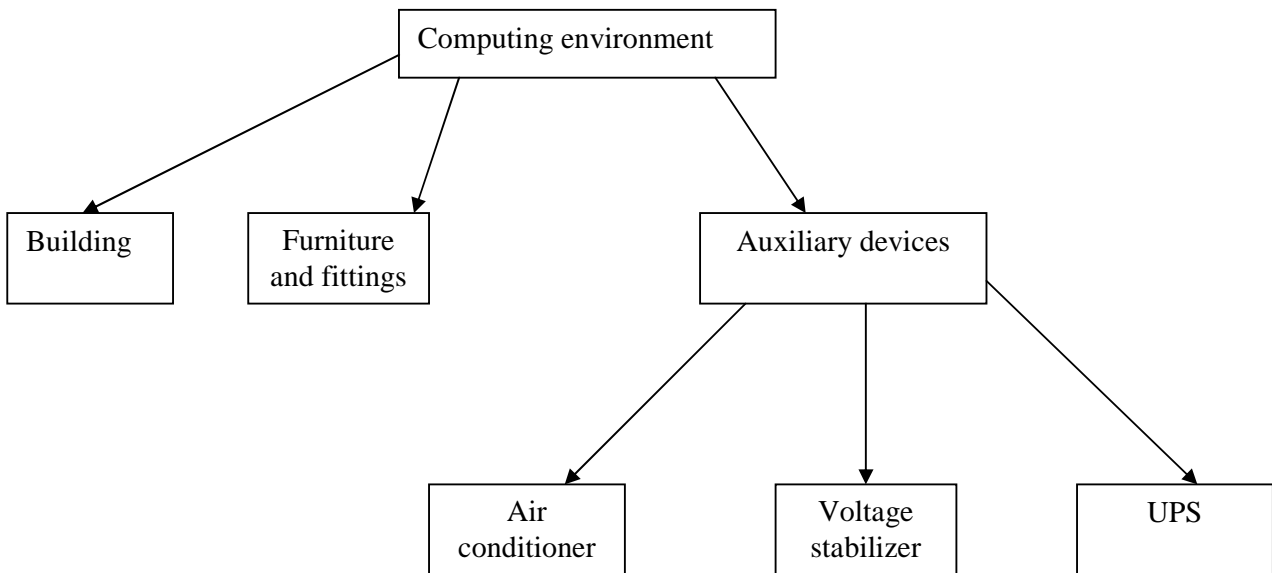 Computing environment
Building
Furniture
and fittings
Auxiliary devices
Air
conditioner
Voltage
stabilizer
UPS